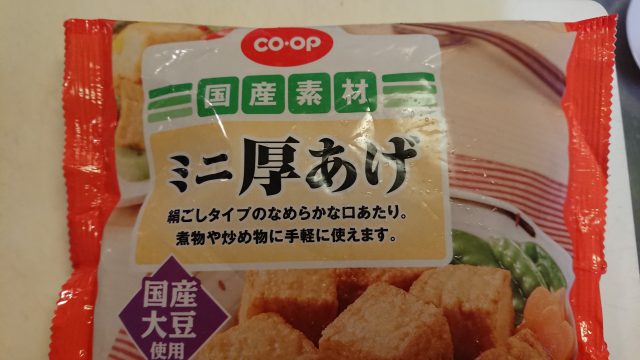 CO・OP
国産素材
ミニ厚あげ
絹ごしタイプのなめらかな口あたり。
煮物や炒め物に手軽に使えます。
国産
大豆
使用